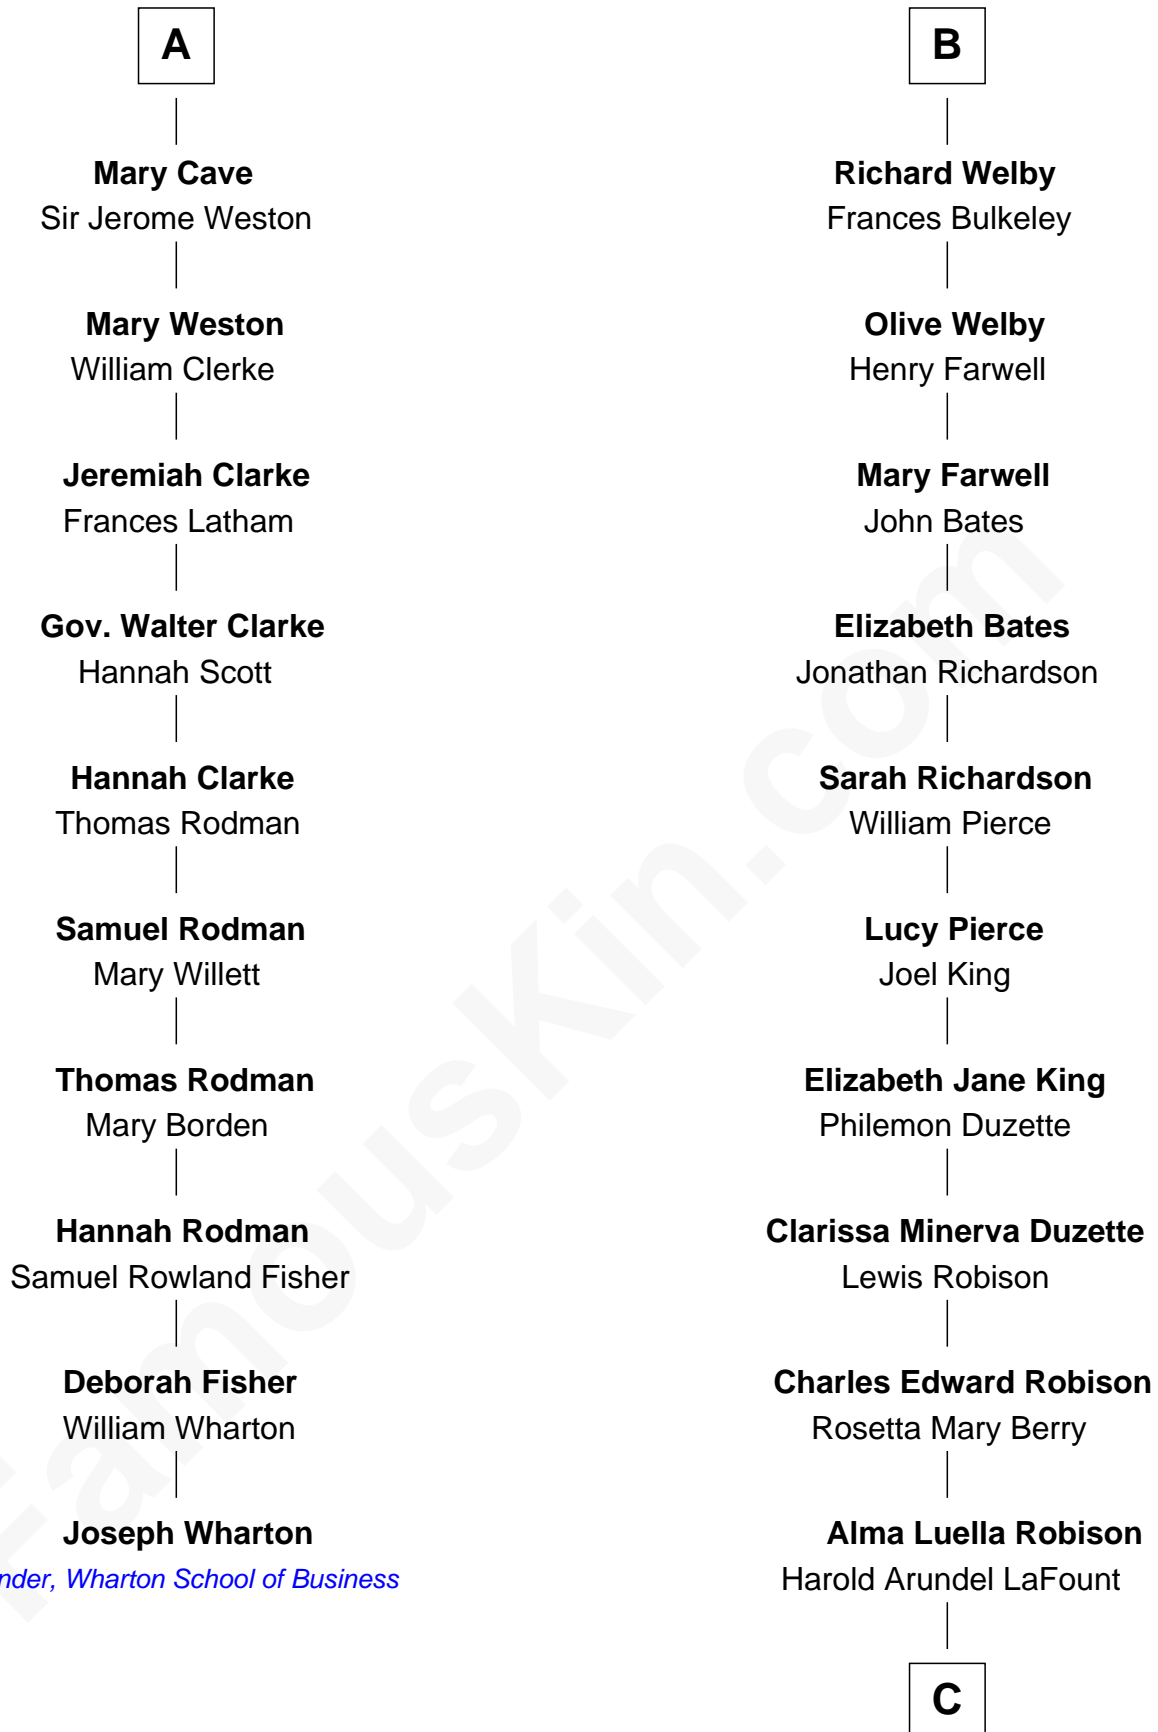 A
Mary Cave
Sir Jerome Weston
Mary Weston
William Clerke
Jeremiah Clarke
Frances Latham
Gov. Walter Clarke
Hannah Scott
Hannah Clarke
Thomas Rodman
Samuel Rodman
Mary Willett
Thomas Rodman
Mary Borden
Hannah Rodman
Samuel Rowland Fisher
Deborah Fisher
William Wharton
Joseph Wharton
nder, Wharton School of Business
B
Richard Welby
Frances Bulkeley
Olive Welby
Henry Farwell
Mary Farwell
John Bates
Elizabeth Bates
Jonathan Richardson
Sarah Richardson
William Pierce
Lucy Pierce
Joel King
Elizabeth Jane King
Philemon Duzette
Clarissa Minerva Duzette
Lewis Robison
Charles Edward Robison
Rosetta Mary Berry
Alma Luella Robison
Harold Arundel LaFount
C
FamousKin.com